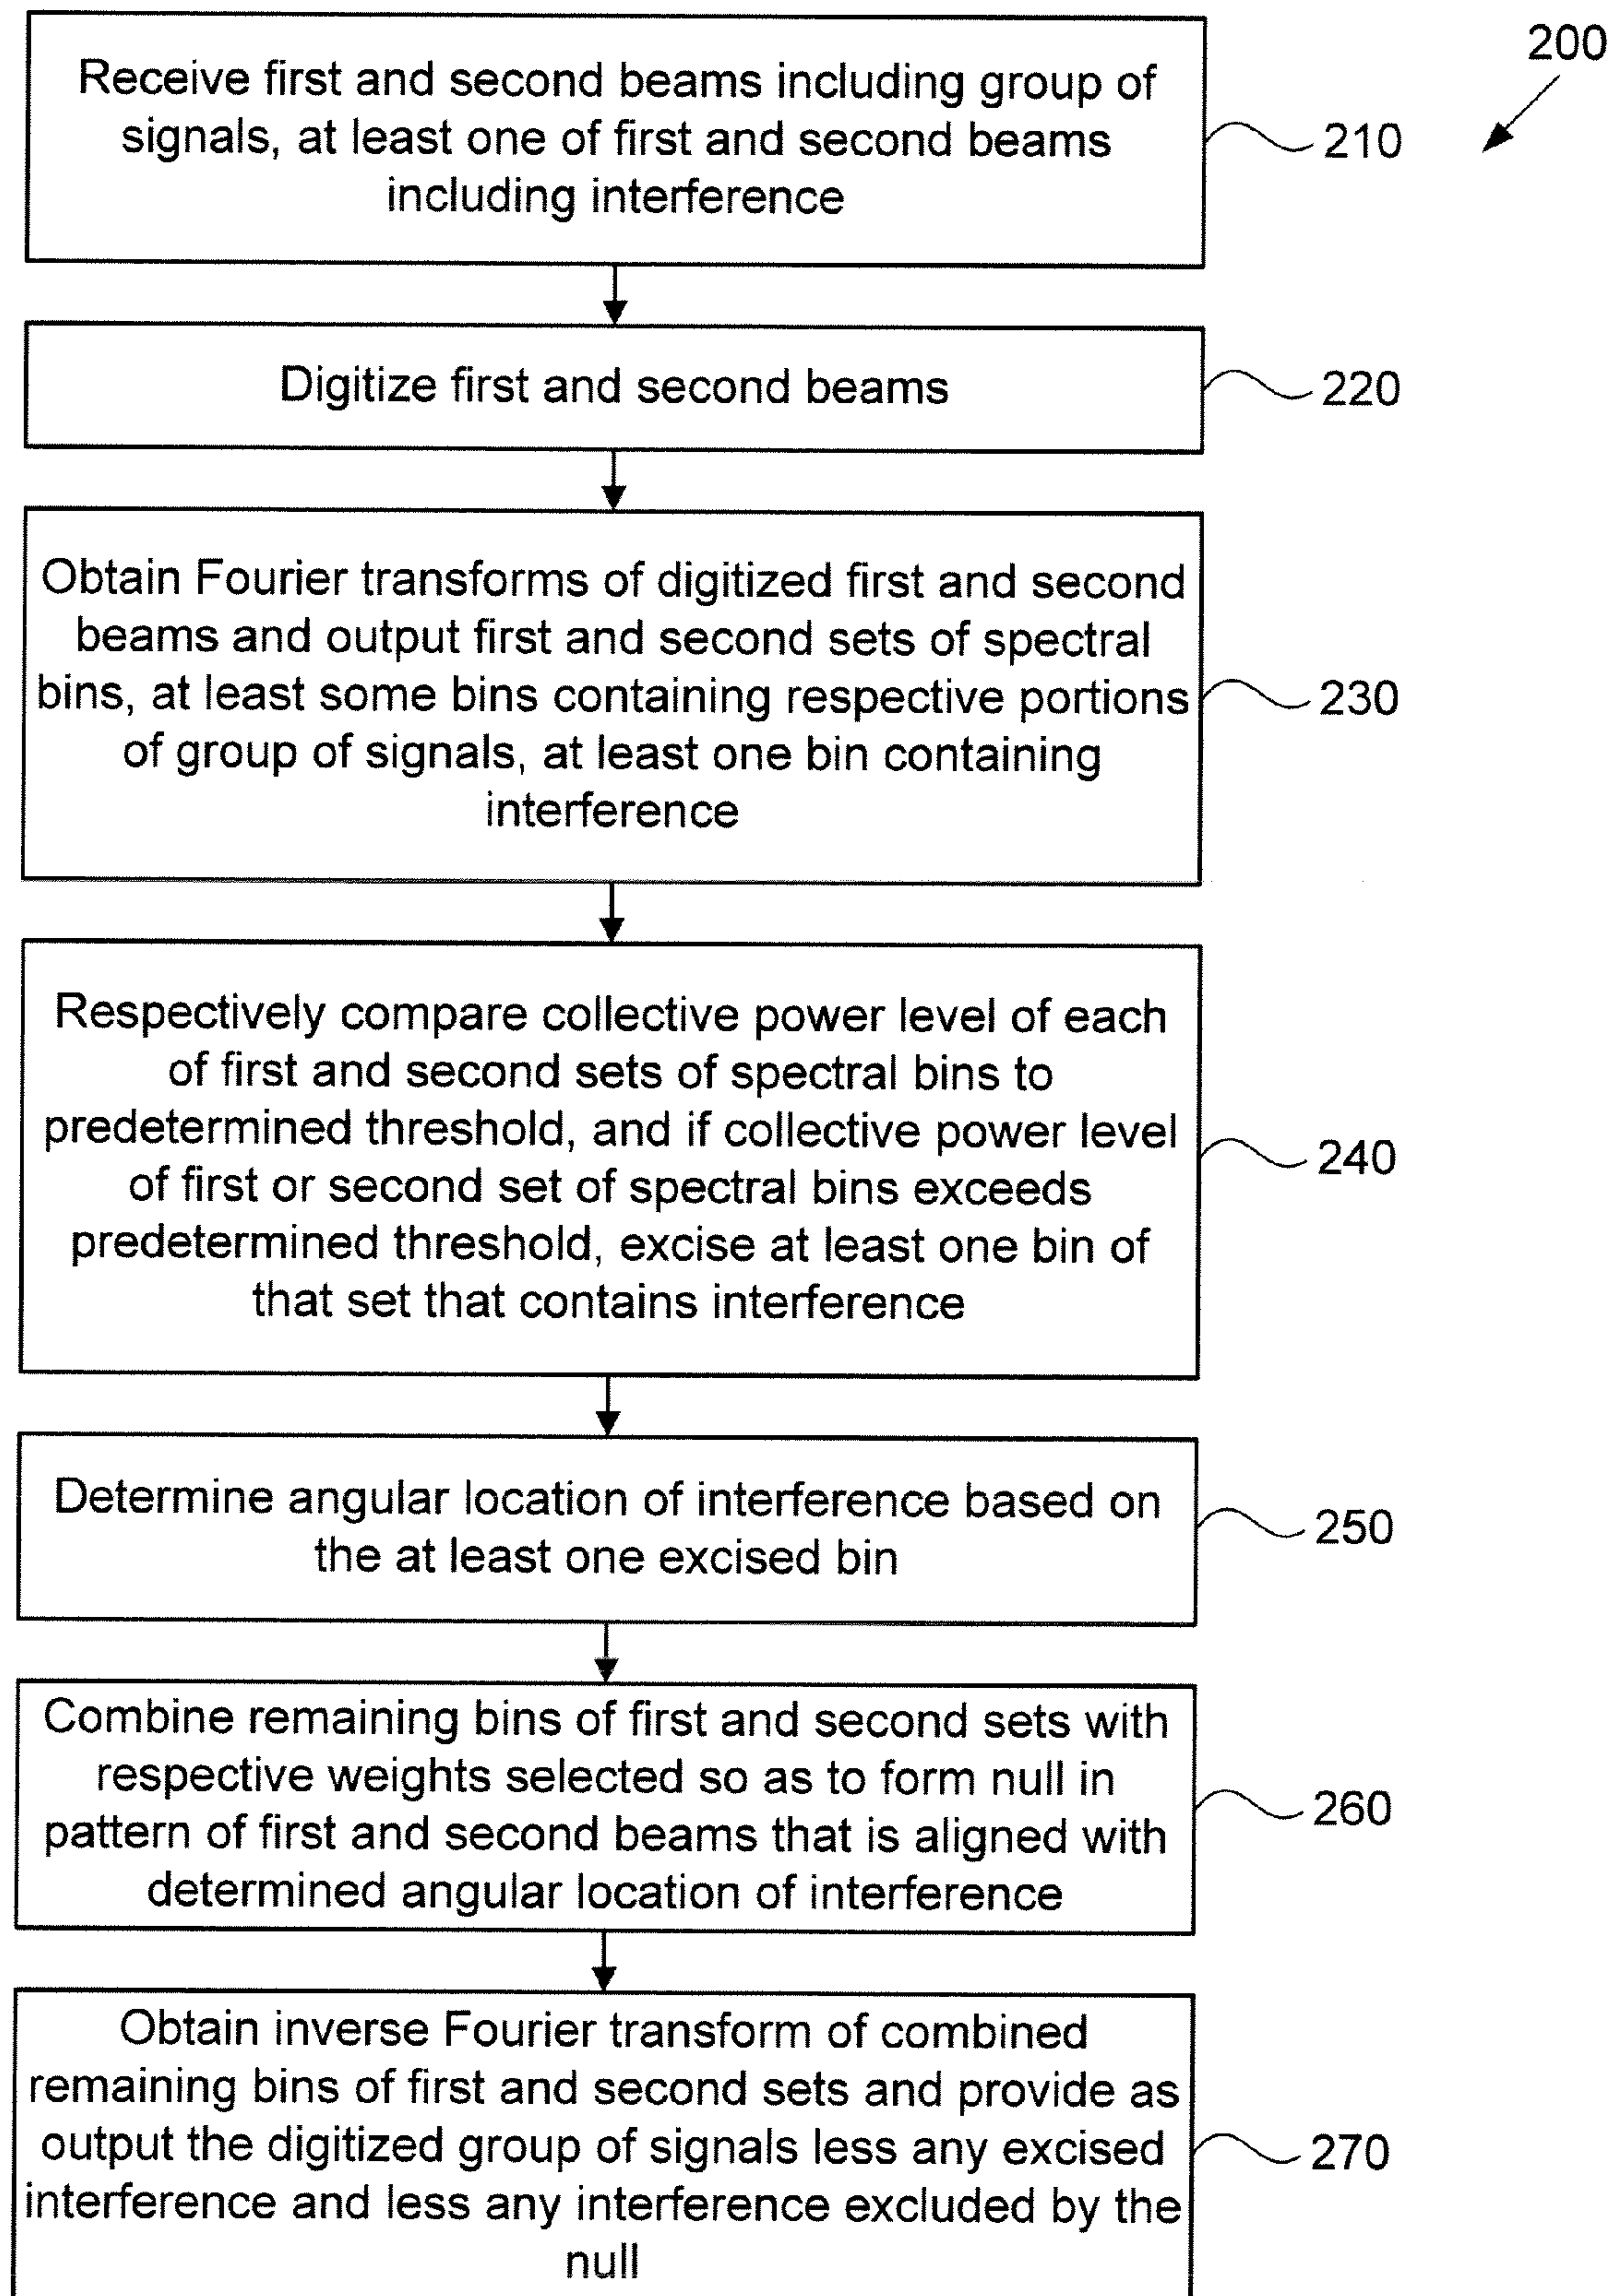 200
Receive first and second beams including group of
signals, at least one of first and second beams
including interference
210
Digitize first and second beams
220
Obtain Fourier transforms of digitized first and second
beams and output first and second sets of spectral
bins, at least some bins containing respective portions
of group of signals, at least one bin containing
interference
230
Respectively compare collective power level of each
of first and second sets of spectral bins to
predetermined threshold, and if collective power level
of first or second set of spectral bins exceeds
predetermined threshold, excise at least one bin of
that set that contains interference
240
Determine angular location of interference based on
the at least one excised bin
250
Combine remaining bins of first and second sets with
respective weights selected so as to form null in
pattern of first and second beams that is aligned with
determined angular location of interference
260
Obtain inverse Fourier transform of combined
remaining bins of first and second sets and provide as
output the digitized group of signals less any excised
interference and less any interference excluded by the
null
270